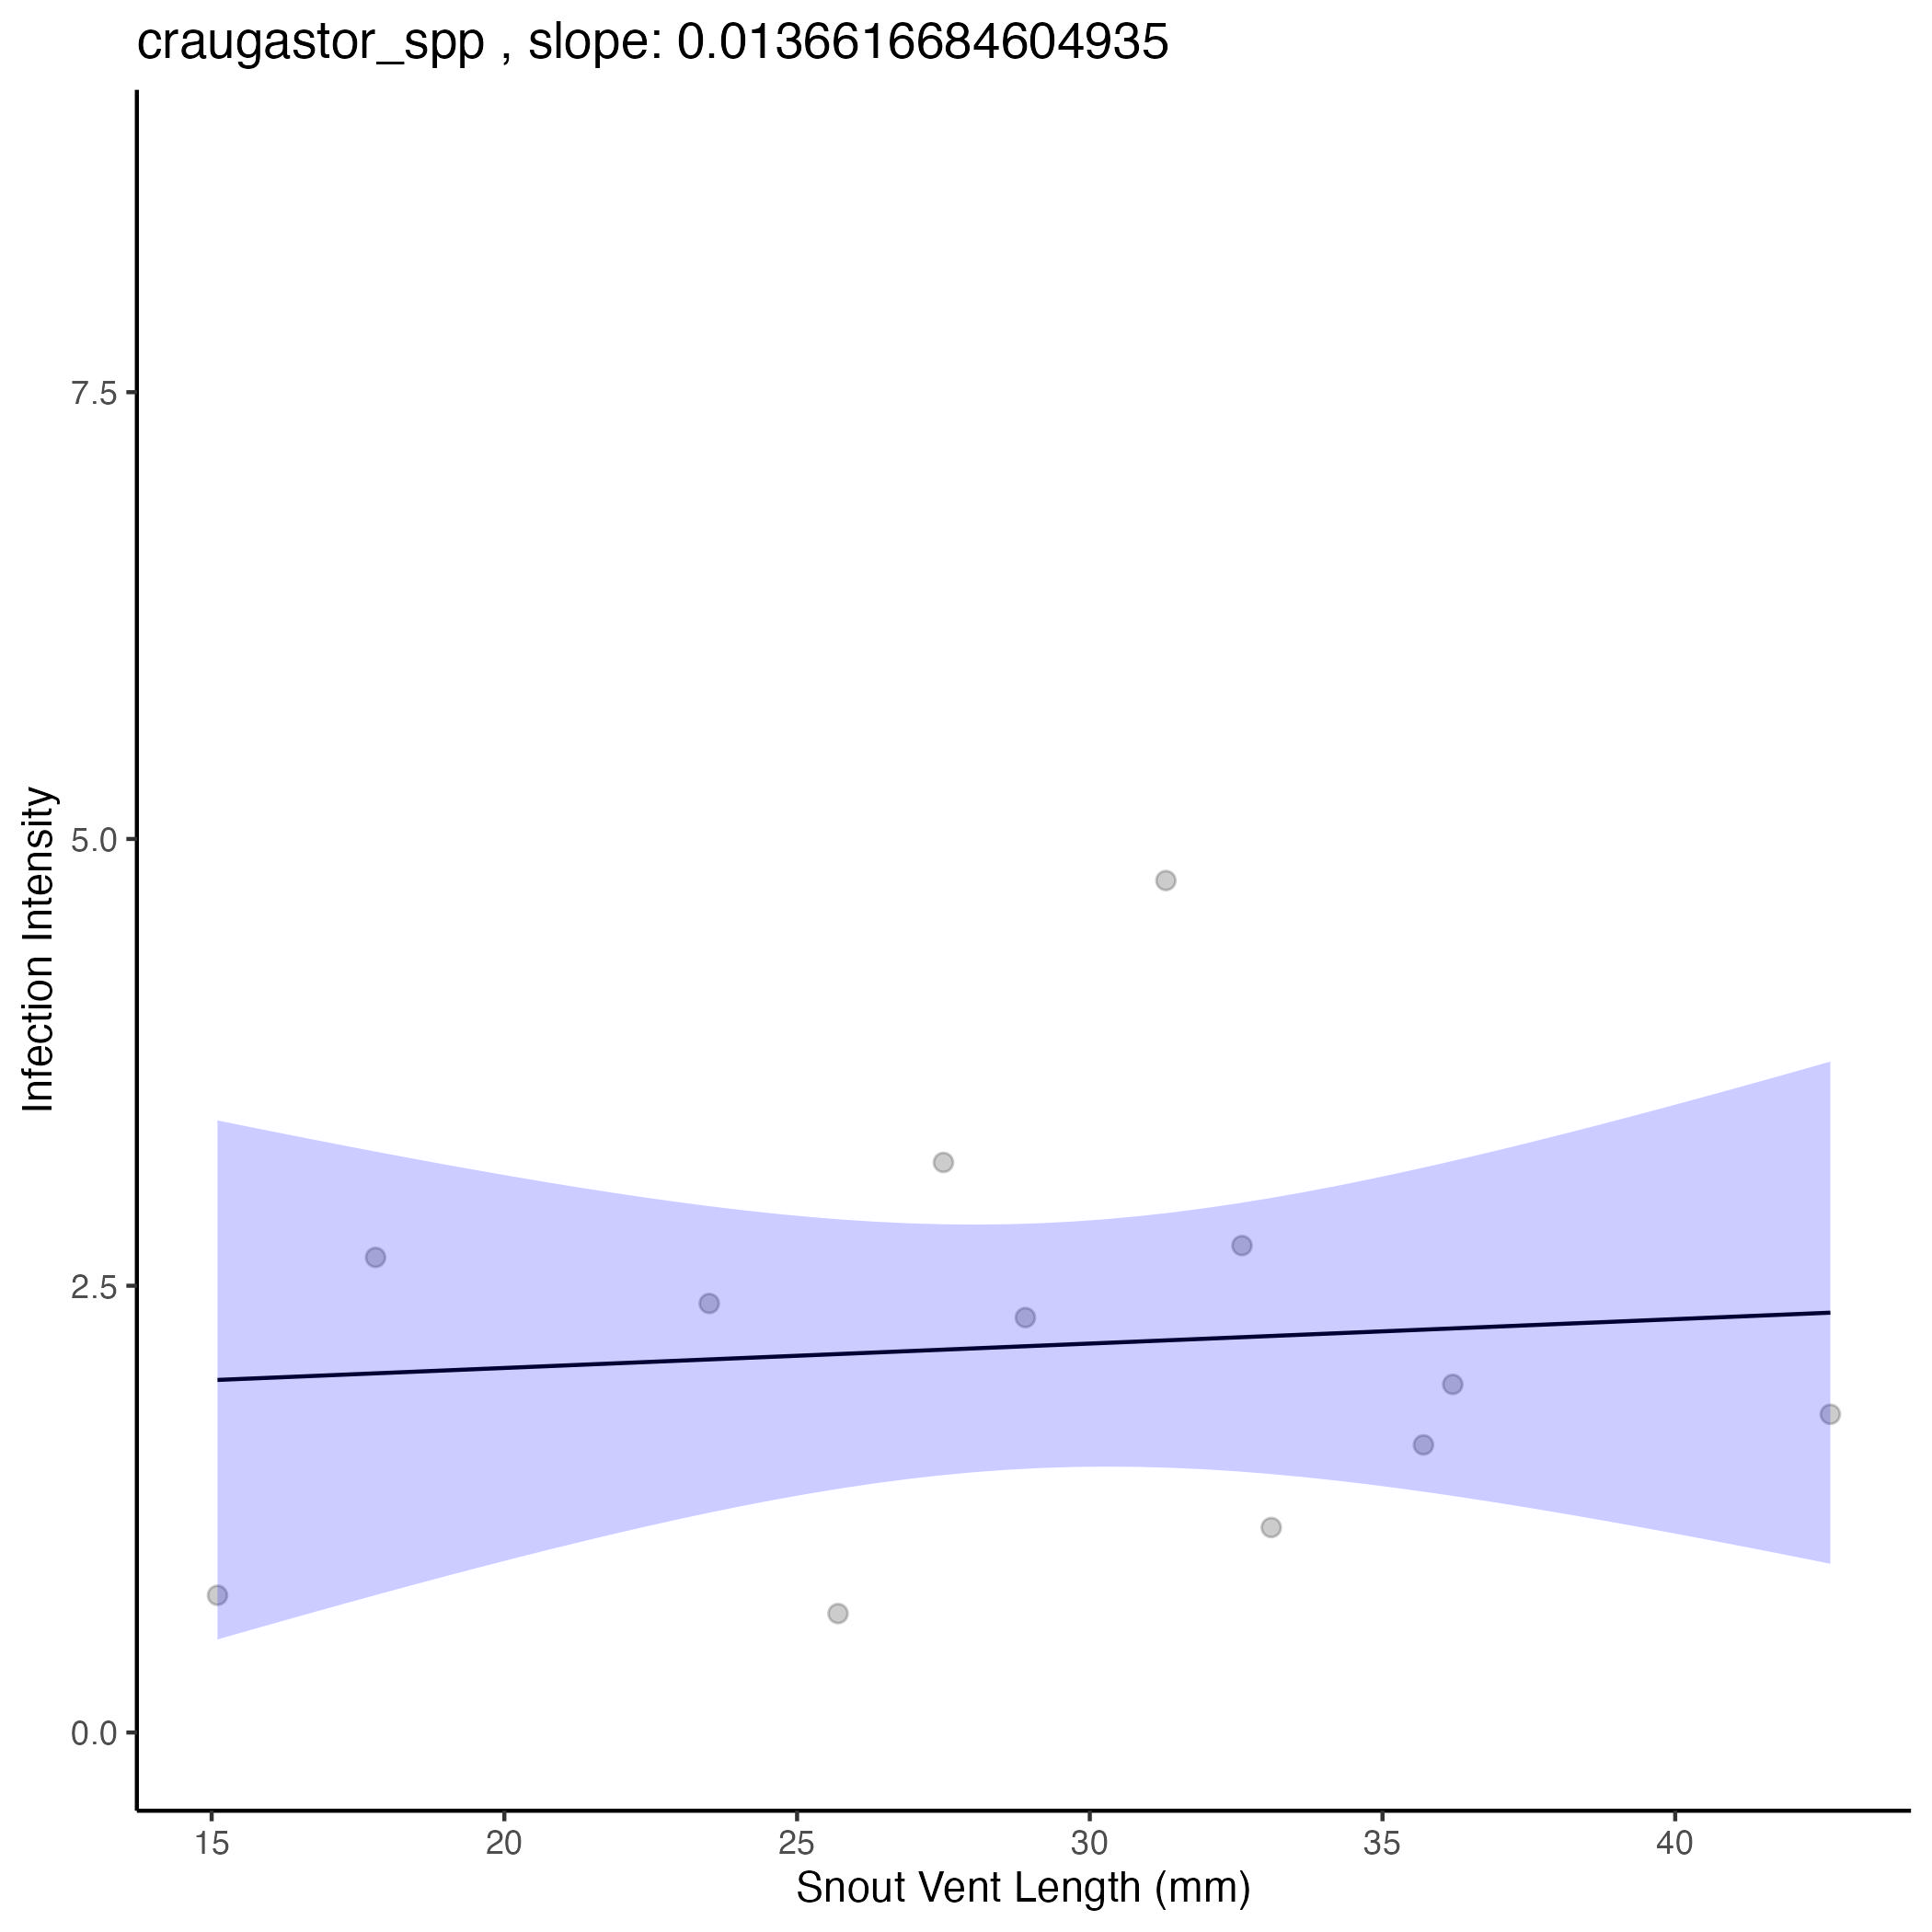 craugastor_spp , slope: 0.0136616684604935
Infection Intensity
7.5
5.0
2.5
0.0
15 20 25 30 35 40
Snout Vent Length (mm)